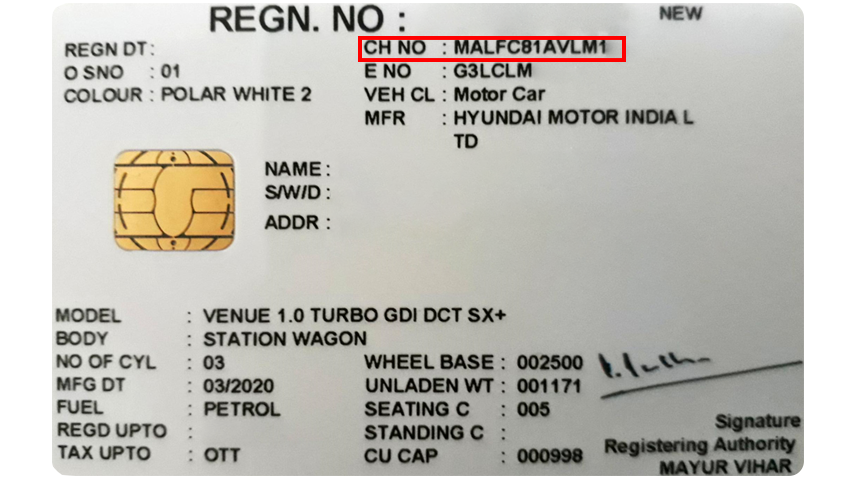 REGN. NO :
NEW
REGN DT:
CH NO : MALFC81AVLM1
O SNO : 01
E NO : G3LCLM
COLOUR : POLAR WHITE 2
VEH CL : Motor Car
MFR : HYUNDAI MOTOR INDIA L
TD
NAME :
S/W/D :
ADDR :
MODEL : VENUE 1.0 TURBO GDI DCT SX+
BODY : STATION WAGON
NO OF CYL : 03
WHEEL BASE : 002500
MFG DT : 03/2020
UNLADEN WT : 001171
FUEL : PETROL
SEATING C : 005
REGD UPTO :
STANDING C :
TAX UPTO : OTT
CU CAP : 000998
Signature
Registering Authority
MAYUR VIHAR